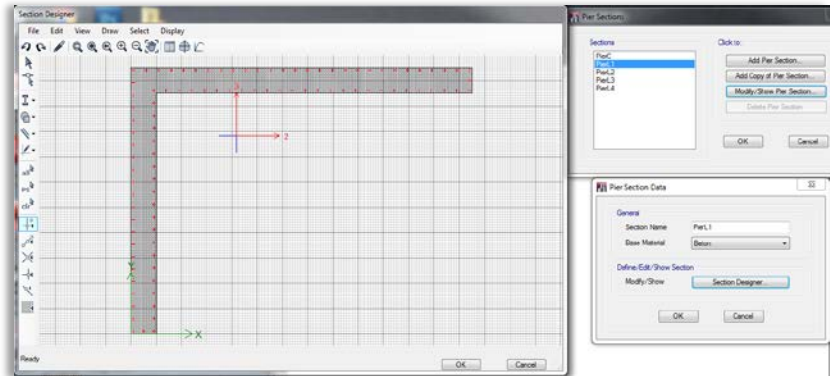 Section Designer
File Edit View Draw Select Display
3
2
Y
X
Ready
OK Cancel
Pier Sections
Sections
PierC
PierL1
PierL2
PierL3
PierL4
Click to:
Add Pier Section...
Add Copy of Pier Section...
Modify/Show Pier Section...
Delete Pier Section
OK Cancel
Pier Section Data
General
Section Name PierL1
Base Material Beton
Define/Edit/Show Section
Modify/Show Section Designer...
OK Cancel